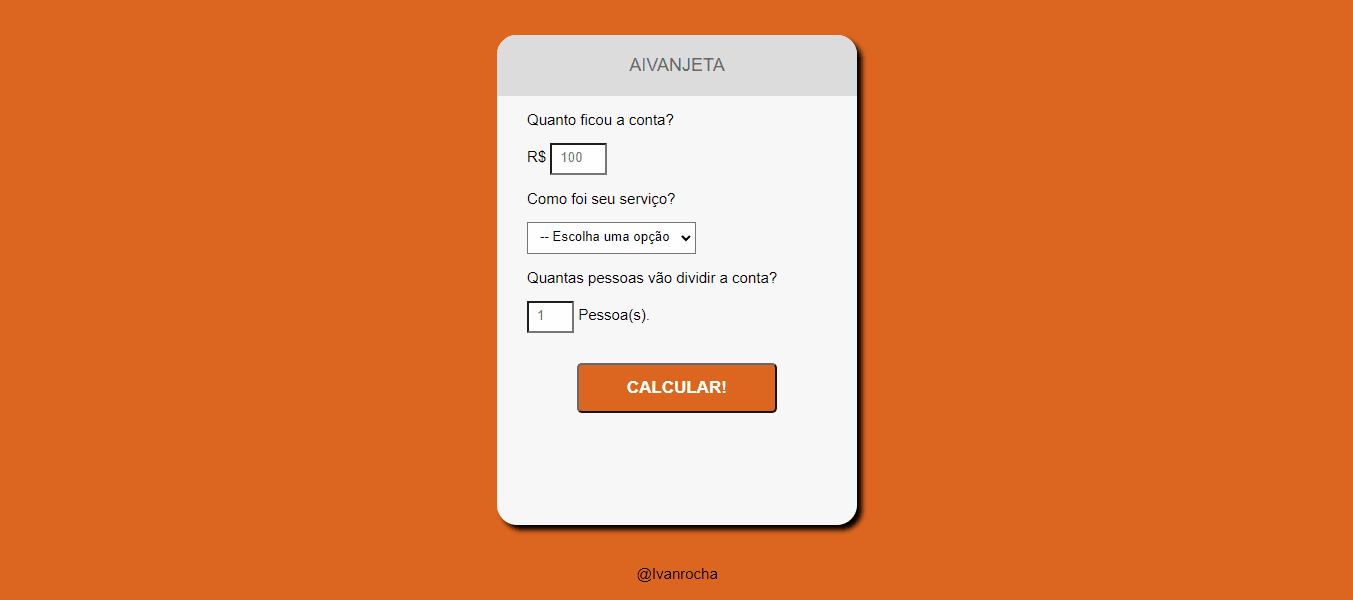 AIVANJETA
Quanto ficou a conta?
R$ 100
Como foi seu serviço?
-- Escolha uma opção
Quantas pessoas vão dividir a conta?
1 Pessoa(s).
CALCULAR!
@Ivanrocha